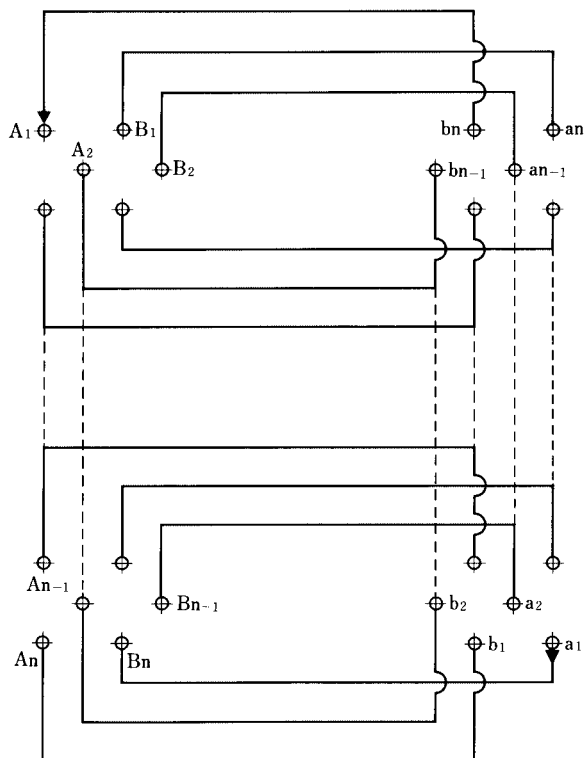 A₁ B₁ bn an
A₂ B₂ bn₋₁ an₋₁
An₋₁ Bn₋₁ b₂ a₂
An Bn b₁ a₁